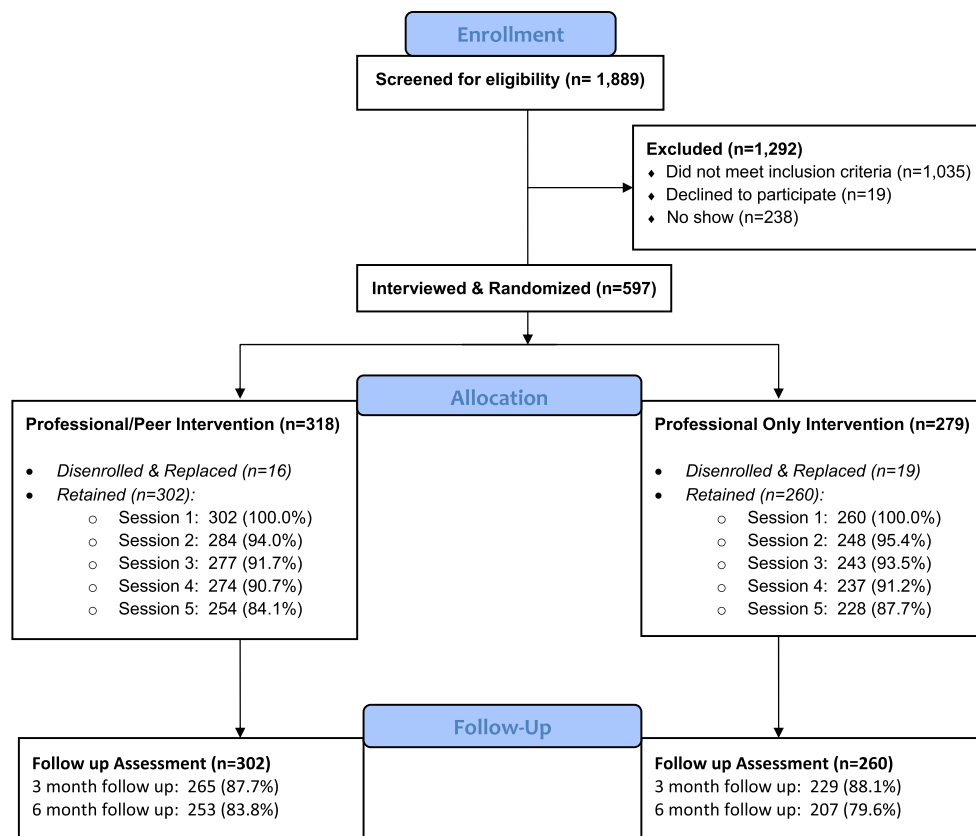 Enrollment
Screened for eligibility (n= 1,889)
Excluded (n=1,292)
♦ Did not meet inclusion criteria (n=1,035)
♦ Declined to participate (n=19)
♦ No show (n=238)
Interviewed & Randomized (n=597)
Allocation
Professional/Peer Intervention (n=318)
• Disenrolled & Replaced (n=16)
• Retained (n=302):
o Session 1: 302 (100.0%)
o Session 2: 284 (94.0%)
o Session 3: 277 (91.7%)
o Session 4: 274 (90.7%)
o Session 5: 254 (84.1%)
Professional Only Intervention (n=279)
• Disenrolled & Replaced (n=19)
• Retained (n=260):
o Session 1: 260 (100.0%)
o Session 2: 248 (95.4%)
o Session 3: 243 (93.5%)
o Session 4: 237 (91.2%)
o Session 5: 228 (87.7%)
Follow-Up
Follow up Assessment (n=302)
3 month follow up: 265 (87.7%)
6 month follow up: 253 (83.8%)
Follow up Assessment (n=260)
3 month follow up: 229 (88.1%)
6 month follow up: 207 (79.6%)